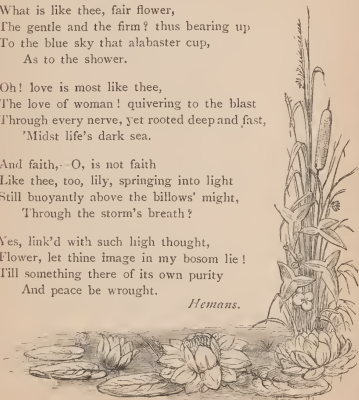 What is like thee, fair flower,
The gentle and the firm? thus bearing up
To the blue sky that alabaster cup,
As to the shower.
Oh! love is most like thee,
The love of woman! quivering to the blast
Through every nerve, yet rooted deep and fast,
'Midst life's dark sea.
And faith,—O, is not faith
Like thee, too, lily, springing into light
Still buoyantly above the billows' might,
Through the storm's breath?
Yes, link'd with such high thought,
Flower, let thine image in my bosom lie!
Till something there of its own purity
And peace be wrought.
Hemans.